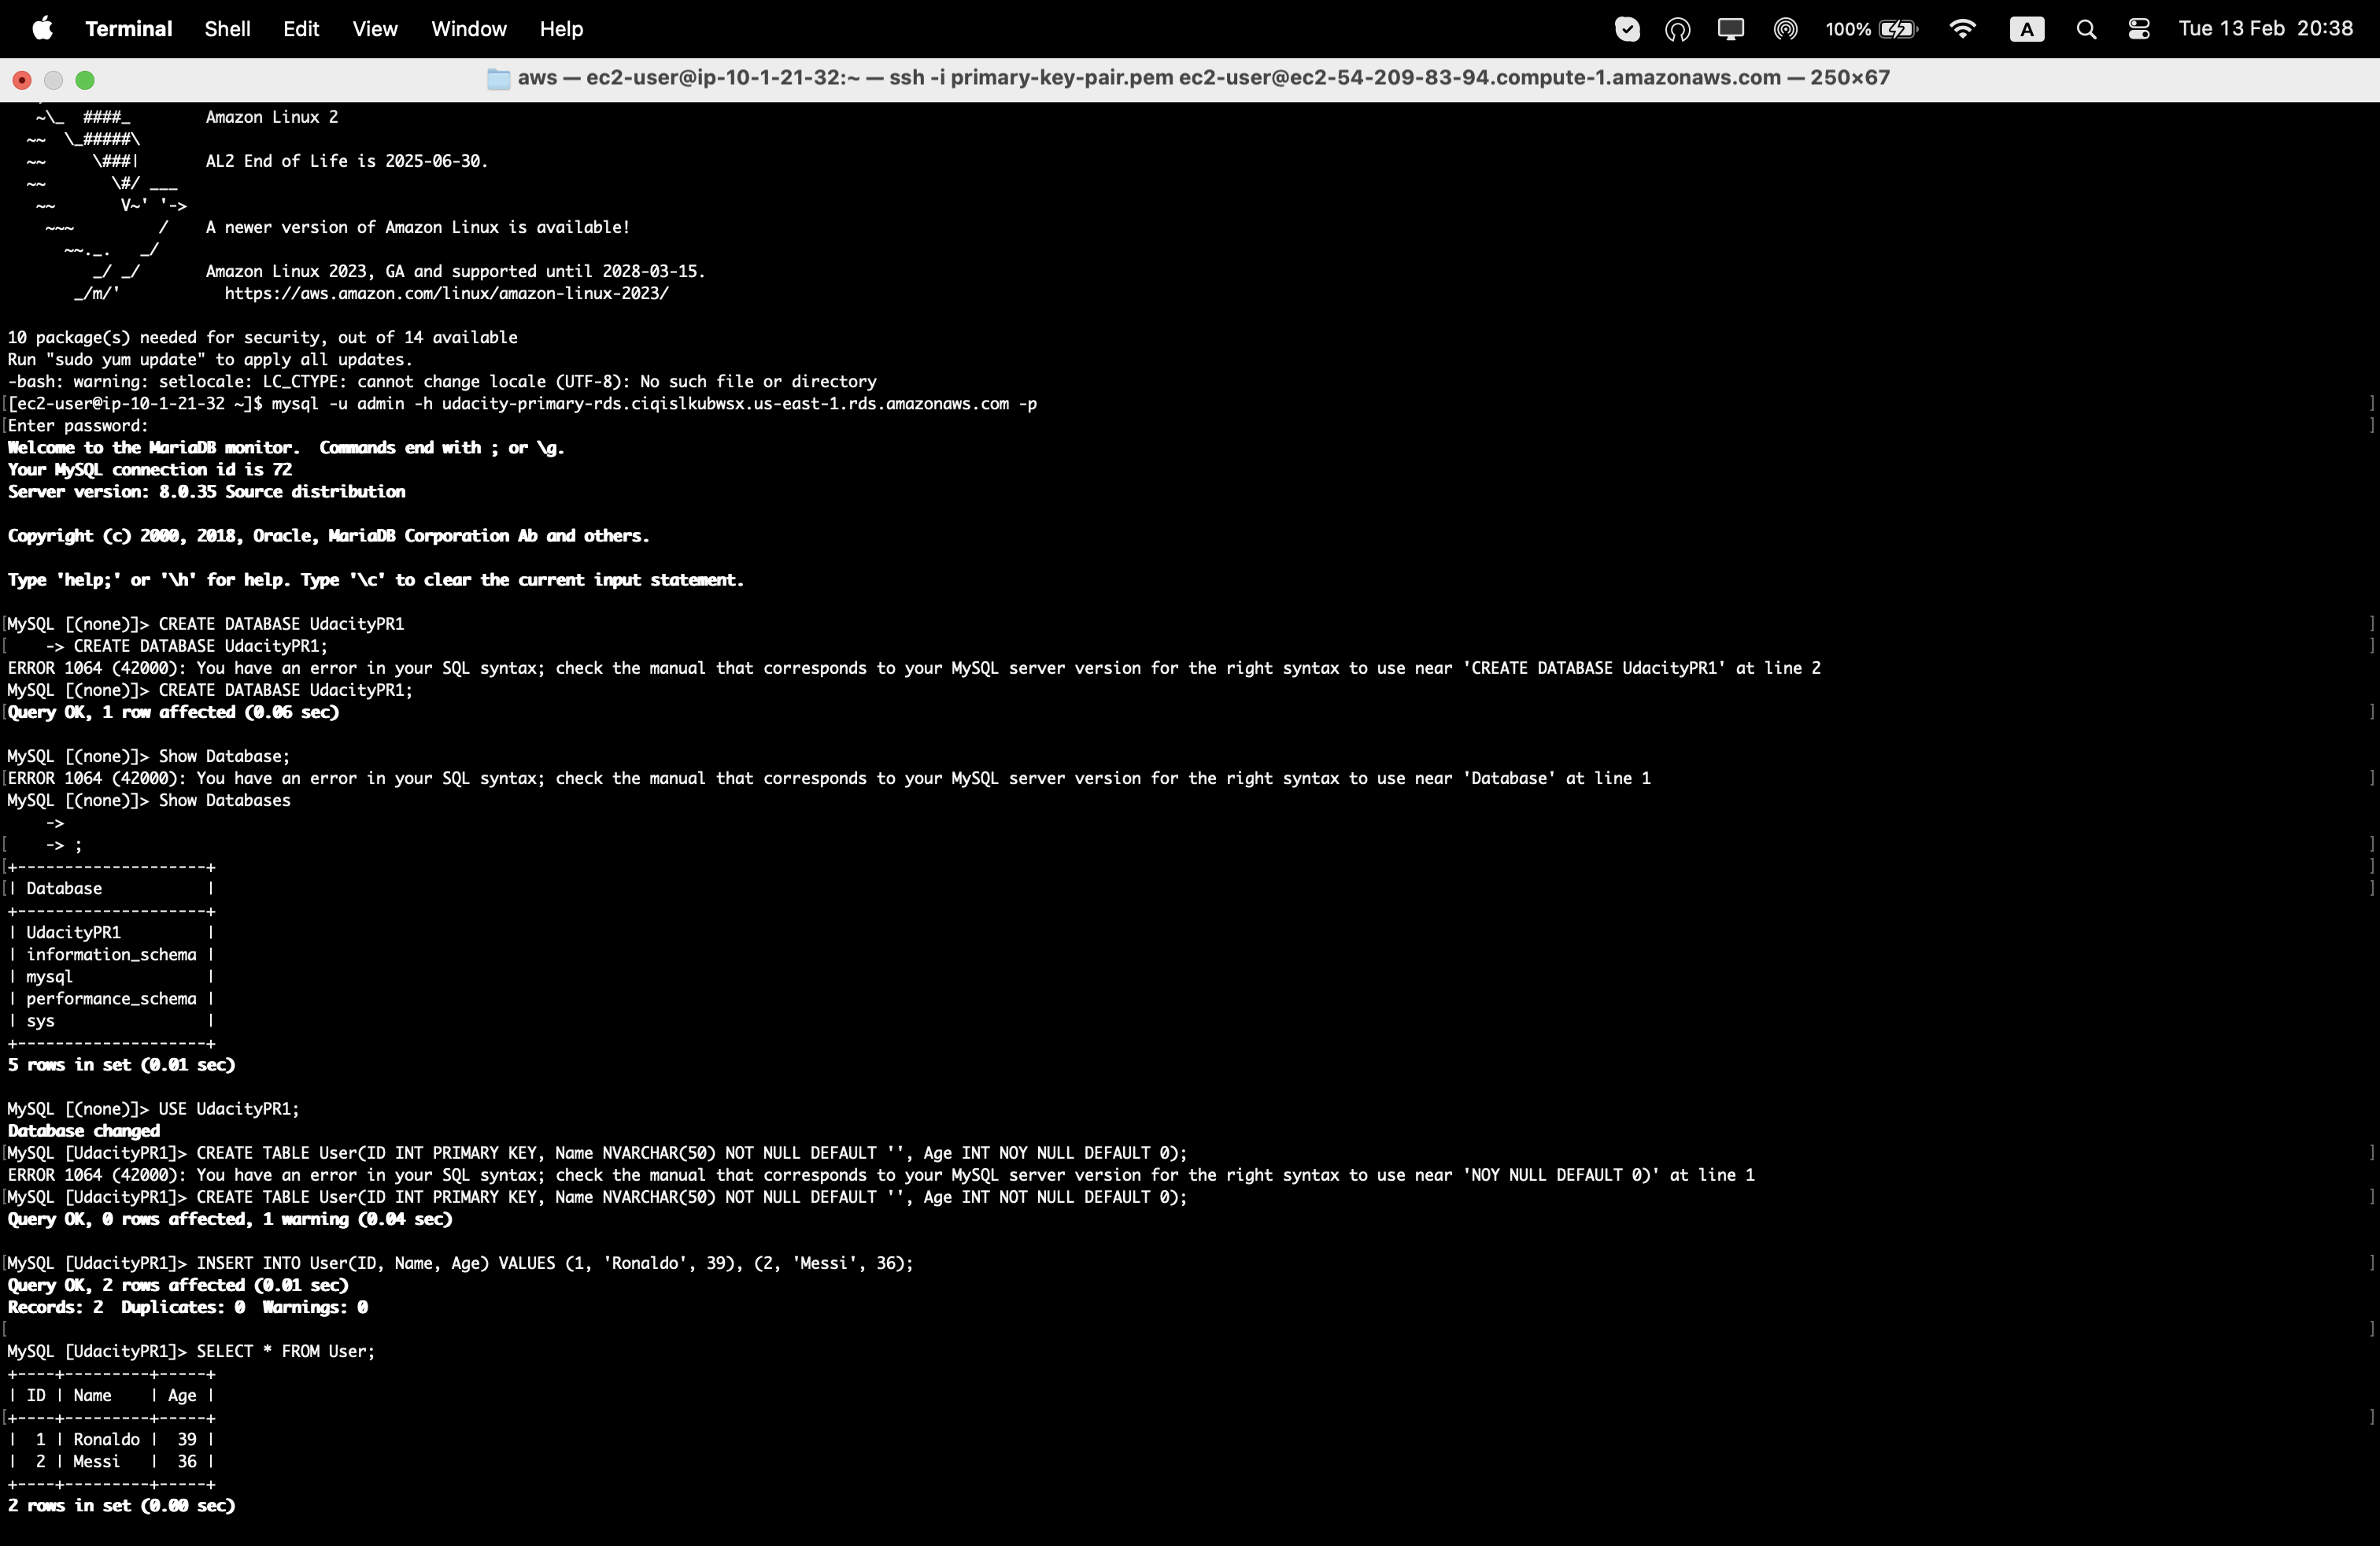 Terminal Shell Edit View Window Help 100% A Tue 13 Feb 20:38
aws — ec2-user@ip-10-1-21-32:~ — ssh -i primary-key-pair.pem ec2-user@ec2-54-209-83-94.compute-1.amazonaws.com — 250×67
   ~\_  ####_        Amazon Linux 2
  ~~  \_#####\
  ~~     \###|       AL2 End of Life is 2025-06-30.
  ~~       \#/ ___
   ~~       V~' '->
    ~~~         /    A newer version of Amazon Linux is available!
      ~~._.   _/
         _/ _/       Amazon Linux 2023, GA and supported until 2028-03-15.
       _/m/'           https://aws.amazon.com/linux/amazon-linux-2023/
10 package(s) needed for security, out of 14 available
Run "sudo yum update" to apply all updates.
-bash: warning: setlocale: LC_CTYPE: cannot change locale (UTF-8): No such file or directory
[[ec2-user@ip-10-1-21-32 ~]$ mysql -u admin -h udacity-primary-rds.ciqislkubwsx.us-east-1.rds.amazonaws.com -p ]
[Enter password: ]
Welcome to the MariaDB monitor.  Commands end with ; or \g.
Your MySQL connection id is 72
Server version: 8.0.35 Source distribution
Copyright (c) 2000, 2018, Oracle, MariaDB Corporation Ab and others.
Type 'help;' or '\h' for help. Type '\c' to clear the current input statement.
[MySQL [(none)]> CREATE DATABASE UdacityPR1 ]
[    -> CREATE DATABASE UdacityPR1; ]
ERROR 1064 (42000): You have an error in your SQL syntax; check the manual that corresponds to your MySQL server version for the right syntax to use near 'CREATE DATABASE UdacityPR1' at line 2
MySQL [(none)]> CREATE DATABASE UdacityPR1;
[Query OK, 1 row affected (0.06 sec) ]
MySQL [(none)]> Show Database;
[ERROR 1064 (42000): You have an error in your SQL syntax; check the manual that corresponds to your MySQL server version for the right syntax to use near 'Database' at line 1 ]
MySQL [(none)]> Show Databases
    ->
[    -> ; ]
[+--------------------+ ]
[| Database           | ]
+--------------------+
| UdacityPR1         |
| information_schema |
| mysql              |
| performance_schema |
| sys                |
+--------------------+
5 rows in set (0.01 sec)
MySQL [(none)]> USE UdacityPR1;
Database changed
[MySQL [UdacityPR1]> CREATE TABLE User(ID INT PRIMARY KEY, Name NVARCHAR(50) NOT NULL DEFAULT '', Age INT NOY NULL DEFAULT 0); ]
ERROR 1064 (42000): You have an error in your SQL syntax; check the manual that corresponds to your MySQL server version for the right syntax to use near 'NOY NULL DEFAULT 0)' at line 1
[MySQL [UdacityPR1]> CREATE TABLE User(ID INT PRIMARY KEY, Name NVARCHAR(50) NOT NULL DEFAULT '', Age INT NOT NULL DEFAULT 0); ]
Query OK, 0 rows affected, 1 warning (0.04 sec)
[MySQL [UdacityPR1]> INSERT INTO User(ID, Name, Age) VALUES (1, 'Ronaldo', 39), (2, 'Messi', 36); ]
Query OK, 2 rows affected (0.01 sec)
Records: 2  Duplicates: 0  Warnings: 0
[ ]
MySQL [UdacityPR1]> SELECT * FROM User;
+----+---------+-----+
| ID | Name    | Age |
[+----+---------+-----+ ]
|  1 | Ronaldo |  39 |
|  2 | Messi   |  36 |
+----+---------+-----+
2 rows in set (0.00 sec)